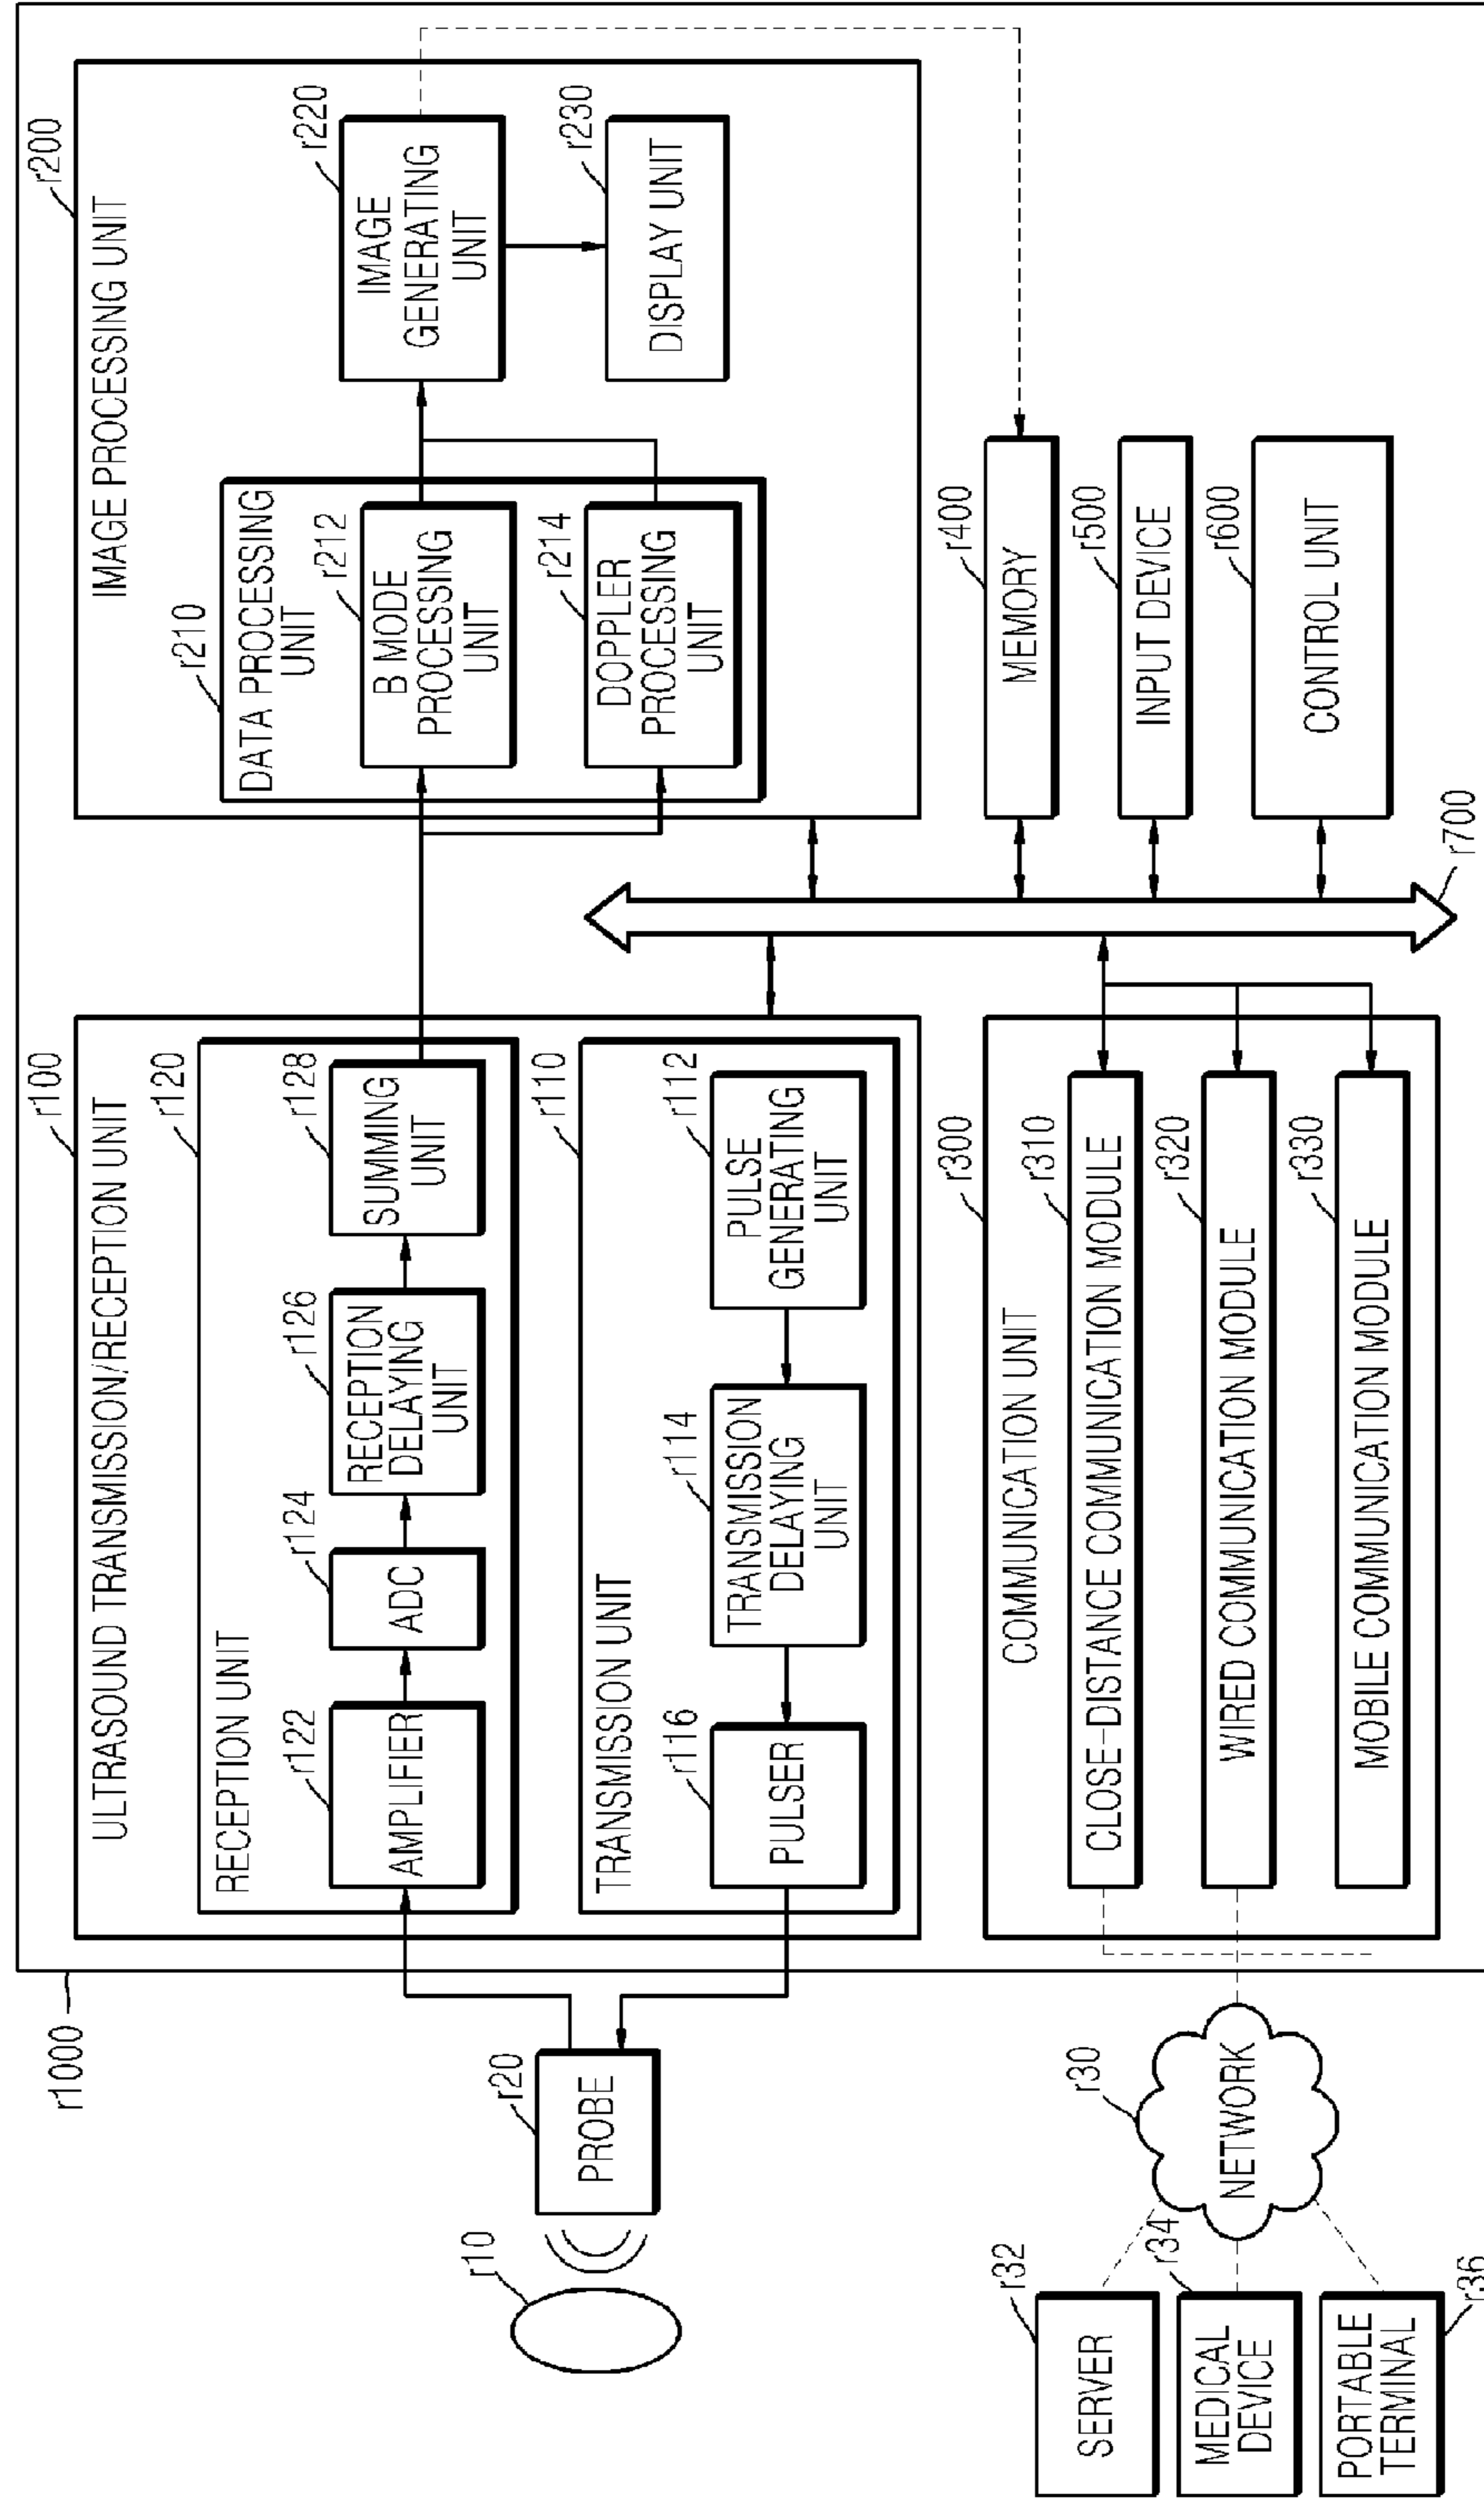 r1000
r100
ULTRASOUND TRANSMISSION/RECEPTION UNIT
r120
RECEPTION UNIT
r122
AMPLIFIER
r124
ADC
r126
RECEPTION
DELAYING
UNIT
r128
SUMMING
UNIT
r110
TRANSMISSION UNIT
r116
PULSER
r114
TRANSMISSION
DELAYING
UNIT
r112
PULSE
GENERATING
UNIT
r10
r20
PROBE
r200
IMAGE PROCESSING UNIT
r210
DATA PROCESSING
UNIT
r212
B MODE
PROCESSING
UNIT
r214
DOPPLER
PROCESSING
UNIT
r220
IMAGE
GENERATING
UNIT
r230
DISPLAY UNIT
r300
COMMUNICATION UNIT
r310
CLOSE-DISTANCE COMMUNICATION MODULE
r320
WIRED COMMUNICATION MODULE
r330
MOBILE COMMUNICATION MODULE
r400
MEMORY
r500
INPUT DEVICE
r600
CONTROL UNIT
r700
r30
NETWORK
r32
SERVER
r34
MEDICAL
DEVICE
r36
PORTABLE
TERMINAL